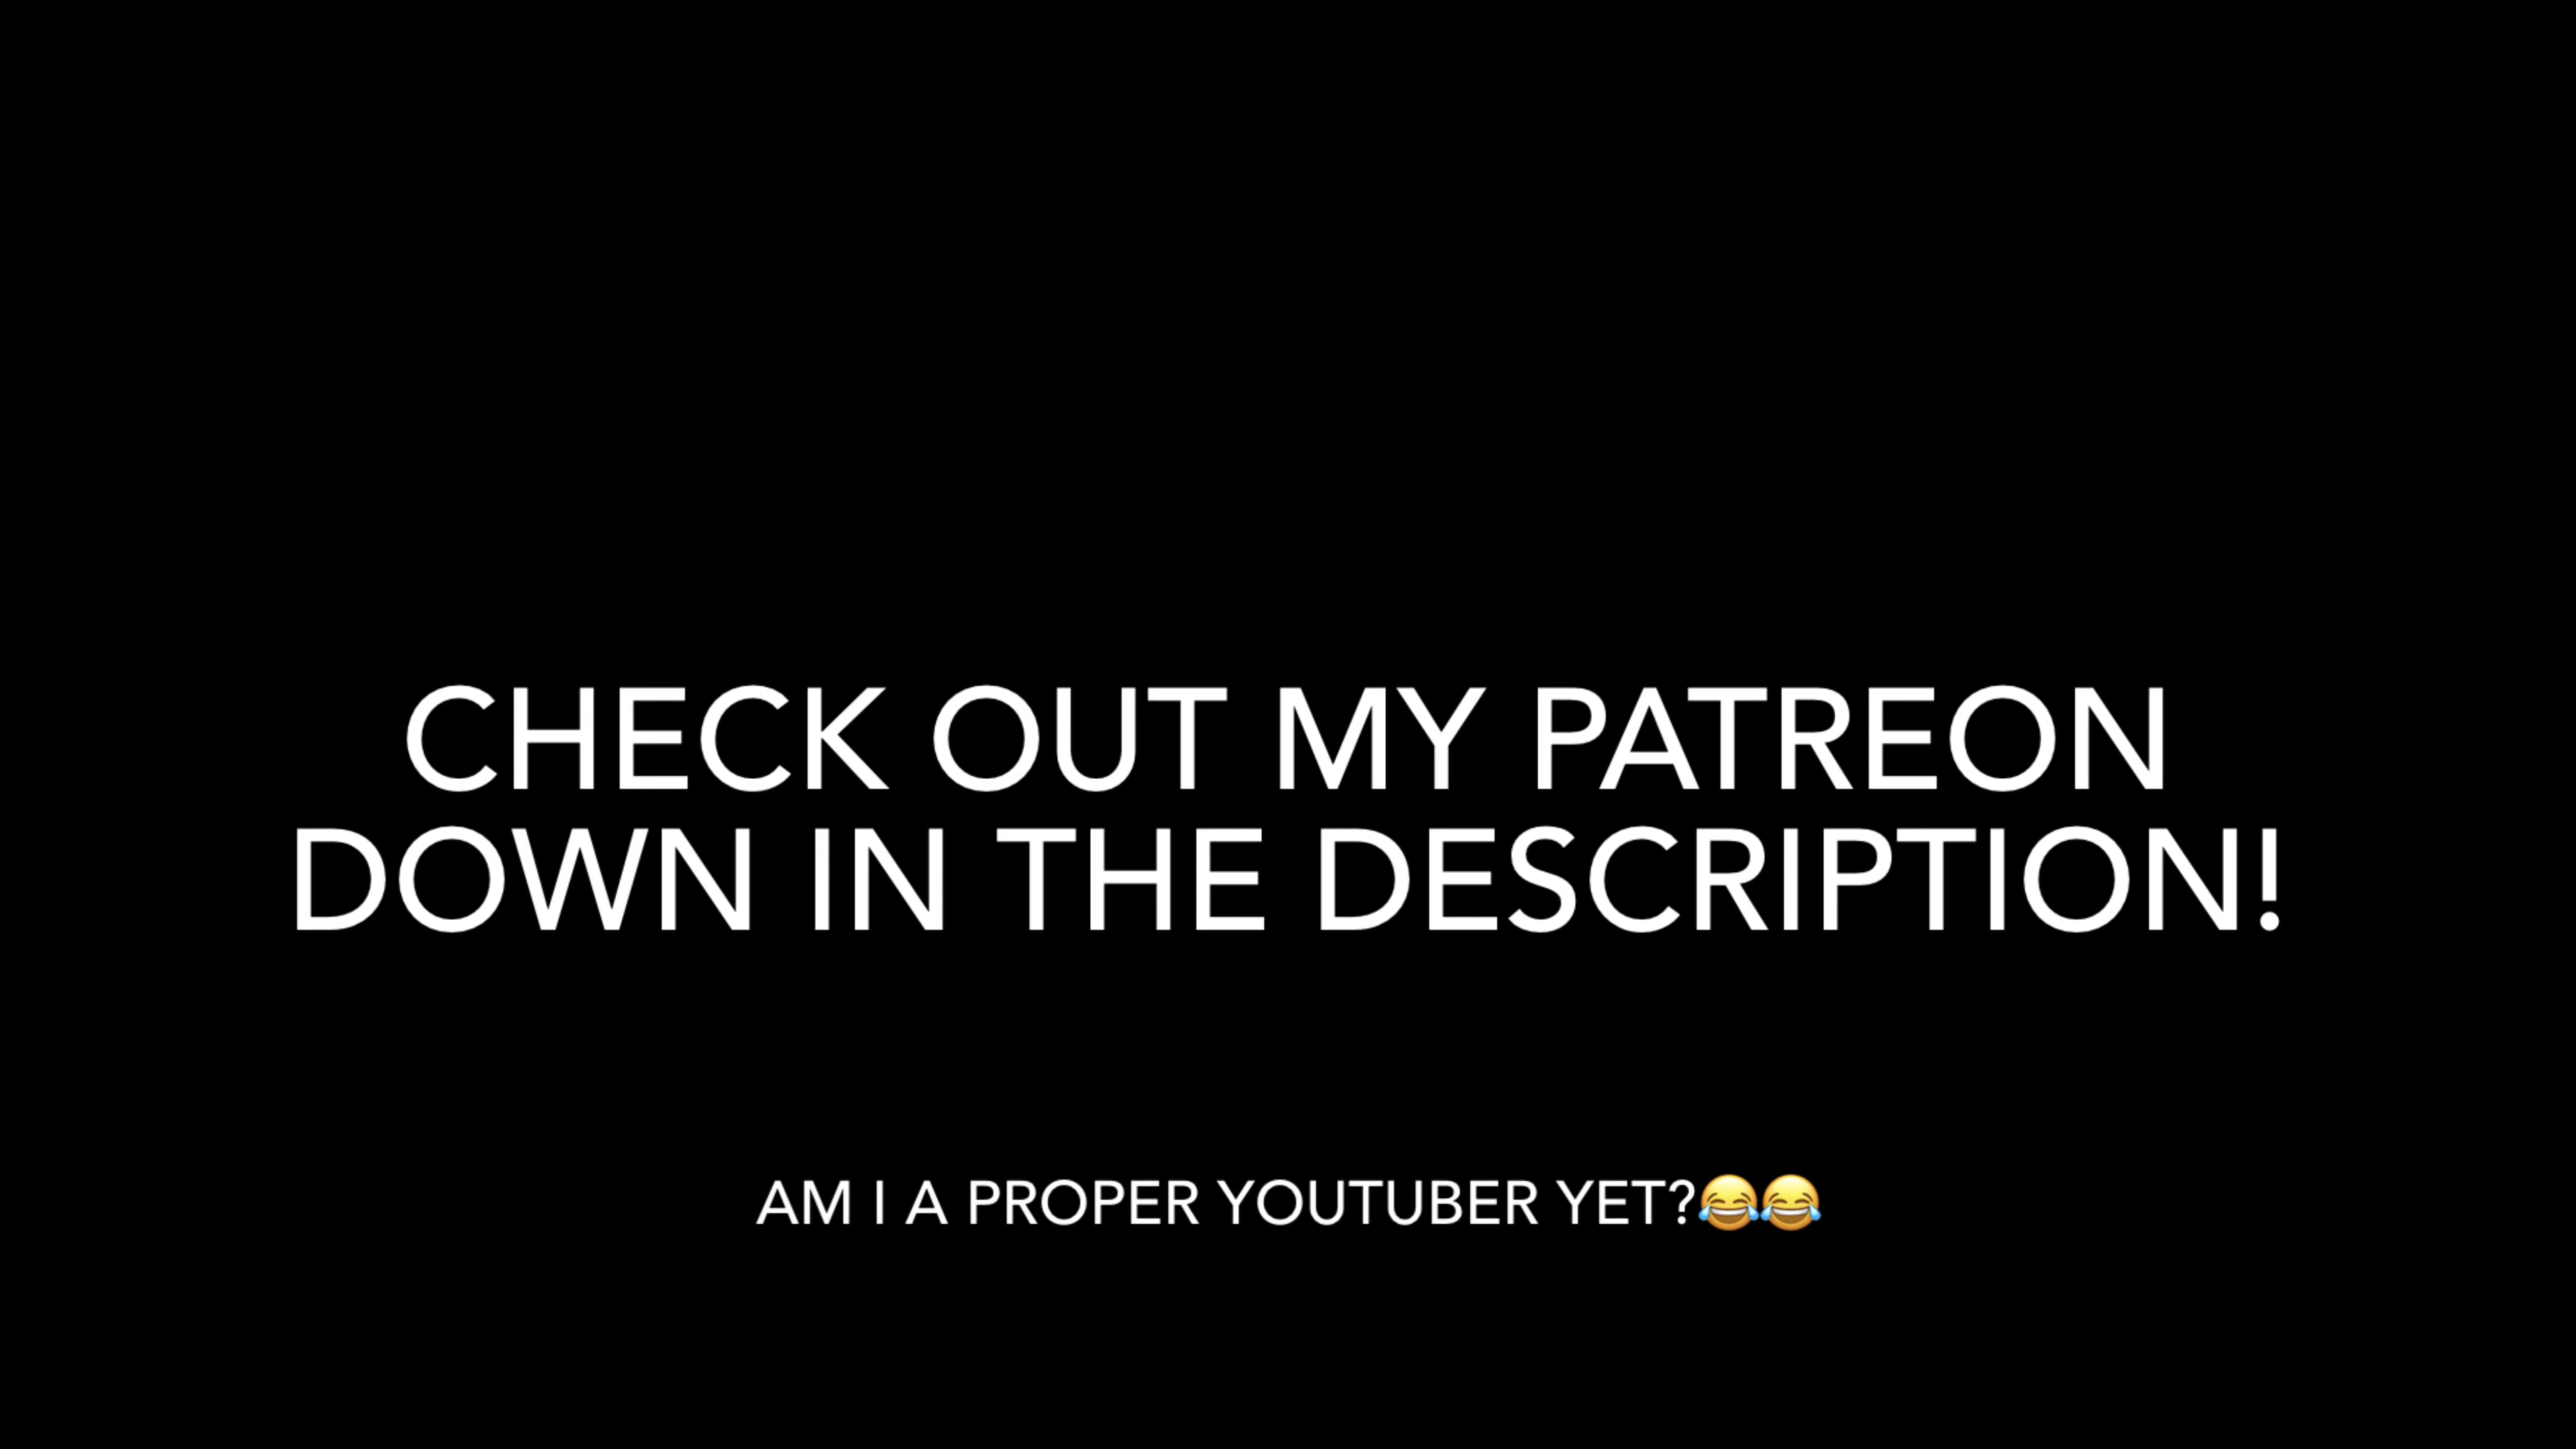 CHECK OUT MY PATREON
DOWN IN THE DESCRIPTION!
AM I A PROPER YOUTUBER YET?😂😂